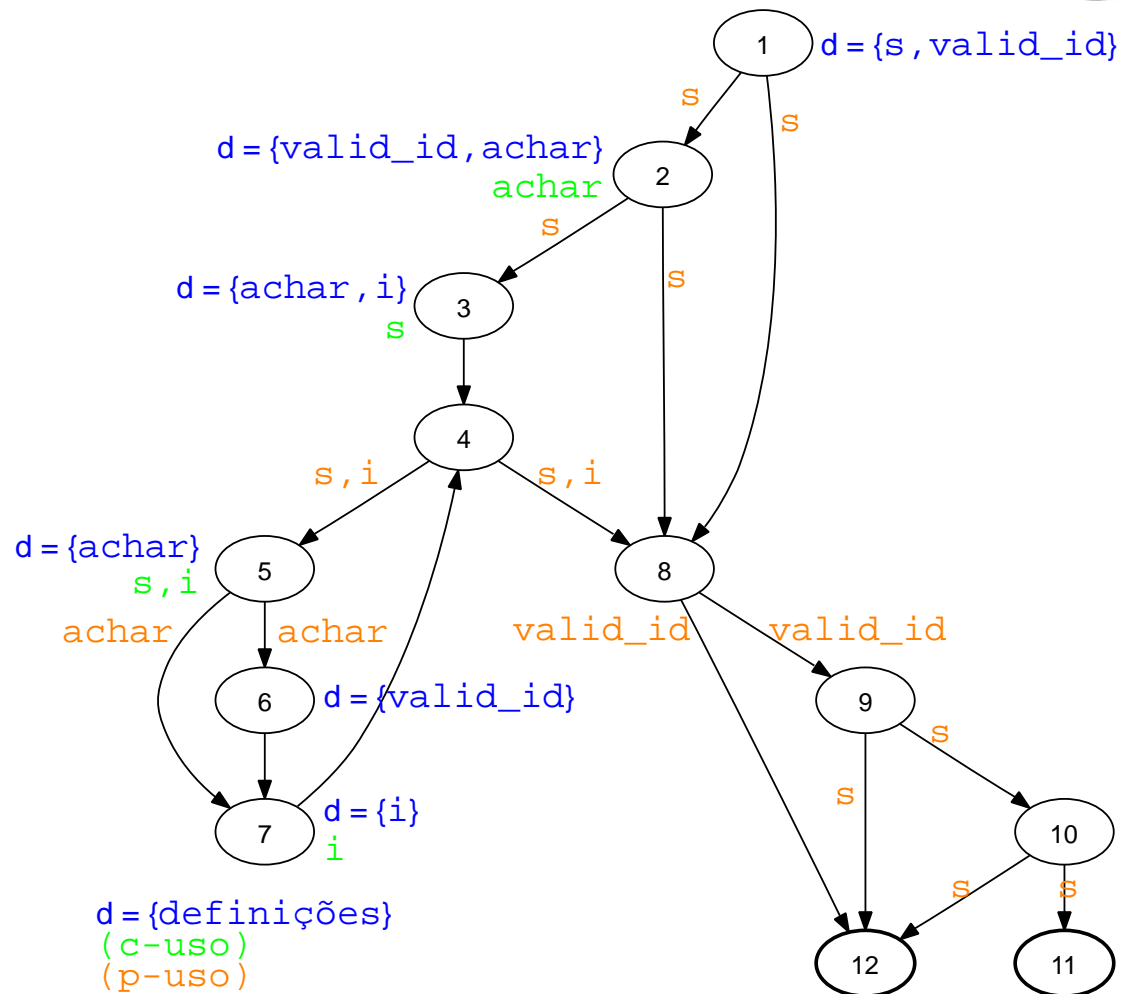 1 d = {s,valid_id}
s
s
d = {valid_id,achar}
achar
2
s
s
d = {achar,i}
s
3
4
s,i
s,i
d = {achar}
s,i
5
8
achar
achar
valid_id
valid_id
6 d = {valid_id}
9
s
s
7
d = {i}
i
10
s
s
d = {definições}
(c-uso)
(p-uso)
12
11